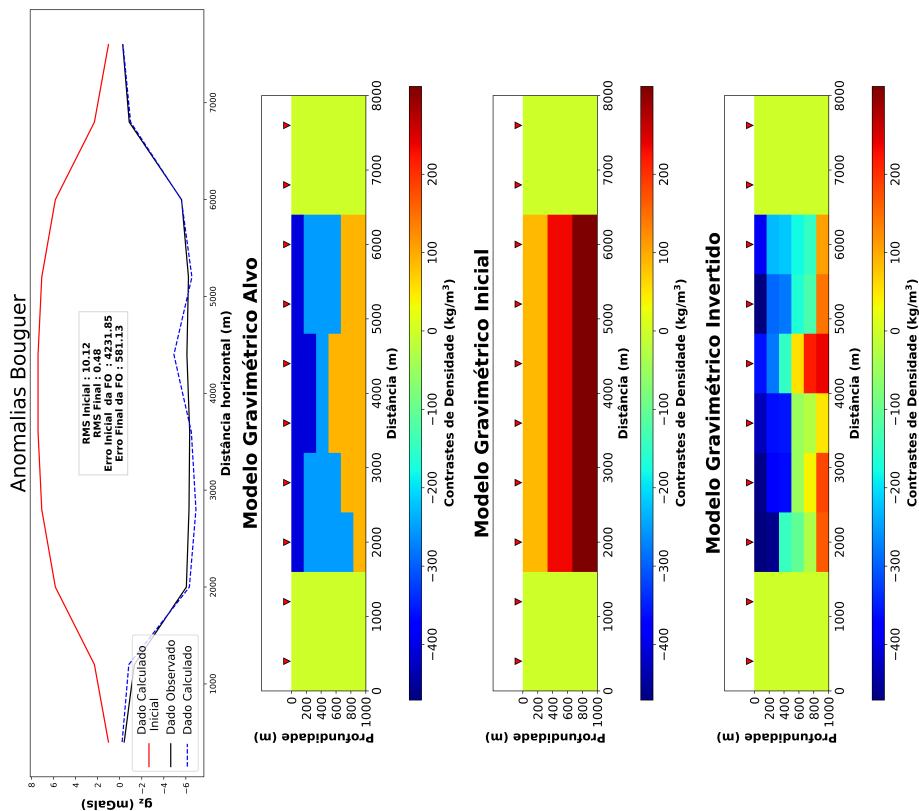 Anomalias Bouguer
8
6
4
2
0
−2
−4
−6
g_z (mGals)
RMS Inicial : 10.12
RMS Final : 0.48
Erro Inicial da FO : 4231.85
Erro Final da FO : 581.13
Dado Calculado
Inicial
Dado Observado
Dado Calculado
1000 2000 3000 4000 5000 6000 7000
Distância horizontal (m)
Modelo Gravimétrico Alvo
0
200
400
600
800
1000
Profundidade (m)
0 1000 2000 3000 4000 5000 6000 7000 8000
Distância (m)
−400 −300 −200 −100 0 100 200
Contrastes de Densidade (kg/m³)
Modelo Gravimétrico Inicial
0
200
400
600
800
1000
Profundidade (m)
0 1000 2000 3000 4000 5000 6000 7000 8000
Distância (m)
−400 −300 −200 −100 0 100 200
Contrastes de Densidade (kg/m³)
Modelo Gravimétrico Invertido
0
200
400
600
800
1000
Profundidade (m)
0 1000 2000 3000 4000 5000 6000 7000 8000
Distância (m)
−400 −300 −200 −100 0 100 200
Contrastes de Densidade (kg/m³)